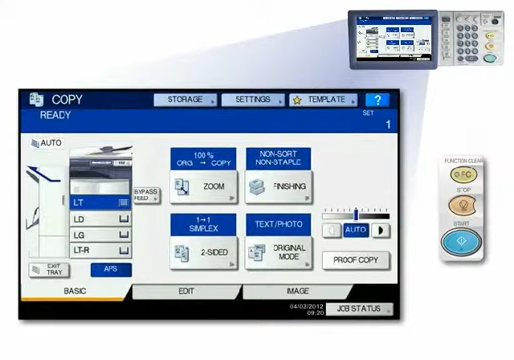 COPY
STORAGE
SETTINGS
TEMPLATE
?
READY
SET
1
AUTO
100 %
ORG → COPY
ZOOM
NON-SORT
NON-STAPLE
FINISHING
LT
LD
LG
LT-R
BYPASS
FEED
1→1
SIMPLEX
2-SIDED
TEXT/PHOTO
ORIGINAL
MODE
AUTO
PROOF COPY
EXIT
TRAY
APS
BASIC
EDIT
IMAGE
04/02/2012
09:20
JOB STATUS
FUNCTION CLEAR
FC
STOP
START